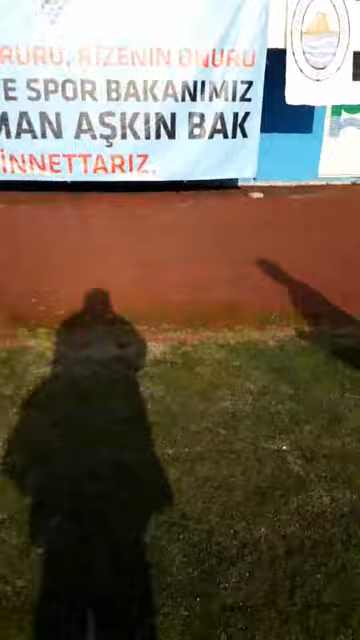 RURU, RİZENİN ONURU
E SPOR BAKANIMIZ
MAN AŞKIN BAK
İNNETTARIZ.